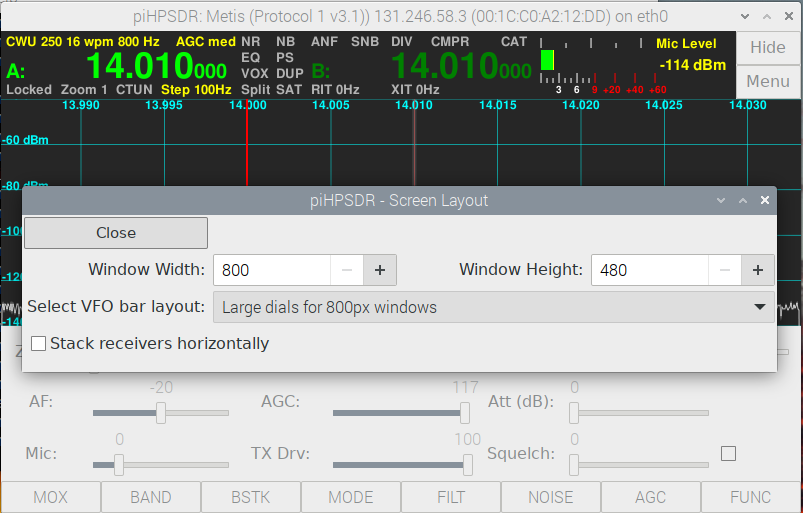 piHPSDR: Metis (Protocol 1 v3.1)) 131.246.58.3 (00:1C:C0:A2:12:DD) on eth0
CWU 250 16 wpm 800 Hz AGC med NR NB ANF SNB DIV CMPR CAT
Mic Level
Hide
A: 14.010000 EQ PS B: 14.010000
-114 dBm
VOX DUP
Menu
Locked Zoom 1 CTUN Step 100Hz Split SAT RIT 0Hz XIT 0Hz
3 6 9 +20 +40 +60
13.990 13.995 14.000 14.005 14.010 14.015 14.020 14.025 14.030
-60 dBm
-80 dBm
piHPSDR - Screen Layout
Close
-100
Window Width: 800 − + Window Height: 480 − +
-120
Select VFO bar layout: Large dials for 800px windows
-140
Stack receivers horizontally
-20 117 0
AF: AGC: Att (dB):
0 100 0
Mic: TX Drv: Squelch:
MOX BAND BSTK MODE FILT NOISE AGC FUNC